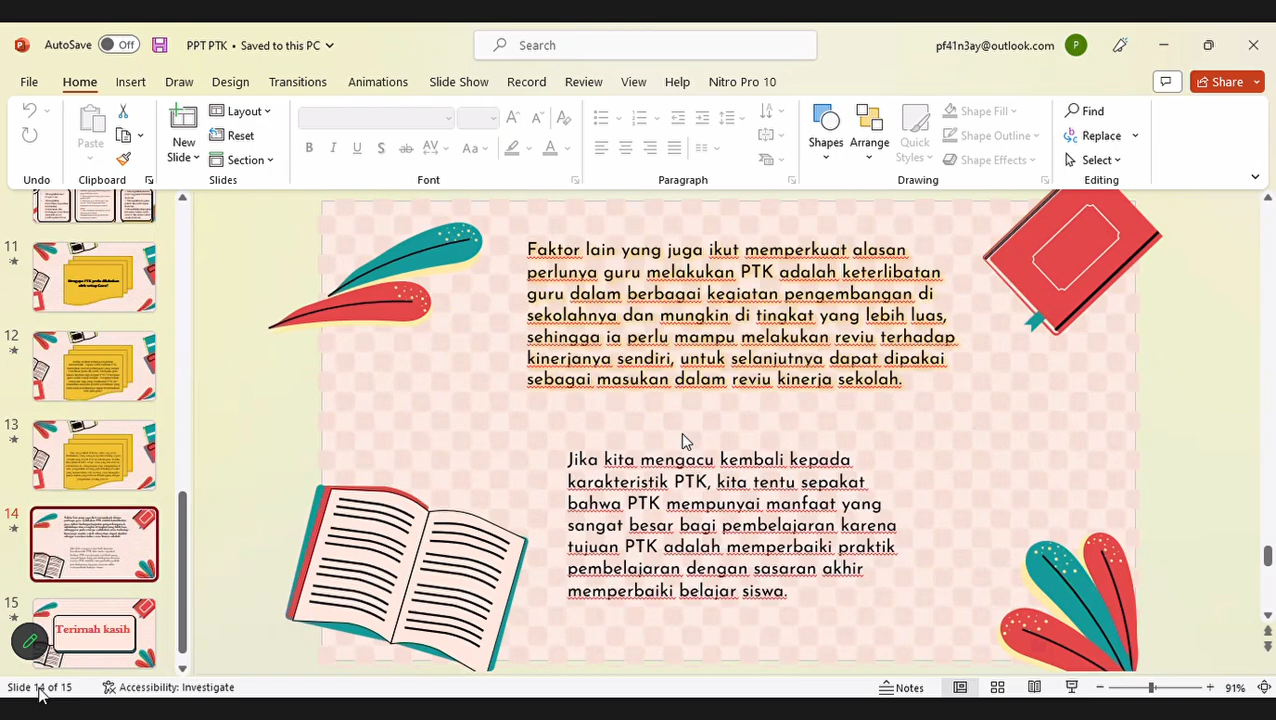 AutoSave Off PPT PTK • Saved to this PC Search pf41n3ay@outlook.com P
File Home Insert Draw Design Transitions Animations Slide Show Record Review View Help Nitro Pro 10 Share
Undo
Paste
Clipboard
New
Slide
Layout
Reset
Section
Slides
B I U S ab AV Aa A
Font
Paragraph
Shapes Arrange Quick
Styles
Shape Fill
Shape Outline
Shape Effects
Drawing
Find
Replace
Select
Editing
11
12
13
14
15
Terimah kasih
Faktor lain yang juga ikut memperkuat alasan
perlunya guru melakukan PTK adalah keterlibatan
guru dalam berbagai kegiatan pengembangan di
sekolahnya dan mungkin di tingkat yang lebih luas,
sehingga ia perlu mampu melakukan reviu terhadap
kinerjanya sendiri, untuk selanjutnya dapat dipakai
sebagai masukan dalam reviu kinerja sekolah.
Jika kita mengacu kembali kepada
karakteristik PTK, kita tentu sepakat
bahwa PTK mempunyai manfaat yang
sangat besar bagi pembelajaran karena
tujuan PTK adalah memperbaiki praktik
pembelajaran dengan sasaran akhir
memperbaiki belajar siswa.
Slide 14 of 15 Accessibility: Investigate Notes 91%